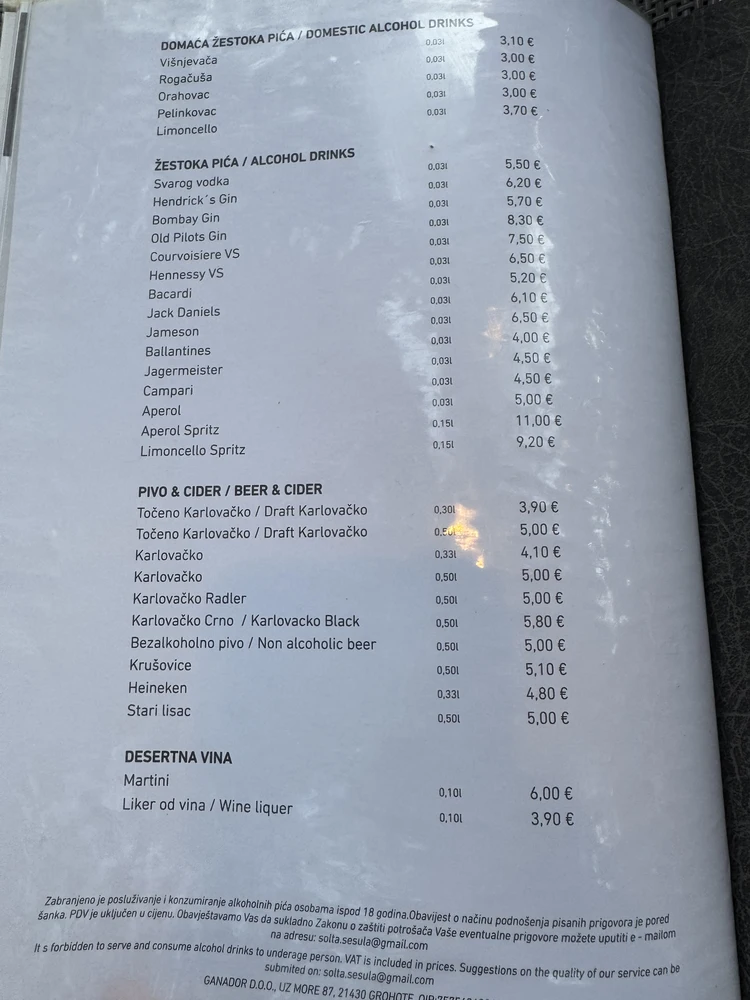 DOMAĆA ŽESTOKA PIĆA / DOMESTIC ALCOHOL DRINKS
Višnjevača 0,03l 3,10 €
Rogačuša 0,03l 3,00 €
Orahovac 0,03l 3,00 €
Pelinkovac 0,03l 3,00 €
Limoncello 0,03l 3,70 €
ŽESTOKA PIĆA / ALCOHOL DRINKS
Svarog vodka 0,03l 5,50 €
Hendrick´s Gin 0,03l 6,20 €
Bombay Gin 0,03l 5,70 €
Old Pilots Gin 0,03l 8,30 €
Courvoisiere VS 0,03l 7,50 €
Hennessy VS 0,03l 6,50 €
Bacardi 0,03l 5,20 €
Jack Daniels 0,03l 6,10 €
Jameson 0,03l 6,50 €
Ballantines 0,03l 4,00 €
Jagermeister 0,03l 4,50 €
Campari 0,03l 4,50 €
Aperol 0,03l 5,00 €
Aperol Spritz 0,15l 11,00 €
Limoncello Spritz 0,15l 9,20 €
PIVO & CIDER / BEER & CIDER
Točeno Karlovačko / Draft Karlovačko 0,30l 3,90 €
Točeno Karlovačko / Draft Karlovačko 0,50l 5,00 €
Karlovačko 0,33l 4,10 €
Karlovačko 0,50l 5,00 €
Karlovačko Radler 0,50l 5,00 €
Karlovačko Crno / Karlovacko Black 0,50l 5,80 €
Bezalkoholno pivo / Non alcoholic beer 0,50l 5,00 €
Krušovice 0,50l 5,10 €
Heineken 0,33l 4,80 €
Stari lisac 0,50l 5,00 €
DESERTNA VINA
Martini 0,10l 6,00 €
Liker od vina / Wine liquer 0,10l 3,90 €
Zabranjeno je posluživanje i konzumiranje alkoholnih pića osobama ispod 18 godina.Obavijest o načinu podnošenja pisanih prigovora je pored
šanka. PDV je uključen u cijenu. Obavještavamo Vas da sukladno Zakonu o zaštiti potrošača Vaše eventualne prigovore možete uputiti e - mailom
na adresu: solta.sesula@gmail.com
It s forbidden to serve and consume alcohol drinks to underage person. VAT is included in prices. Suggestions on the quality of our service can be
submited on: solta.sesula@gmail.com
GANADOR D.O.O., UZ MORE 87, 21430 GROHOTE, OIB: